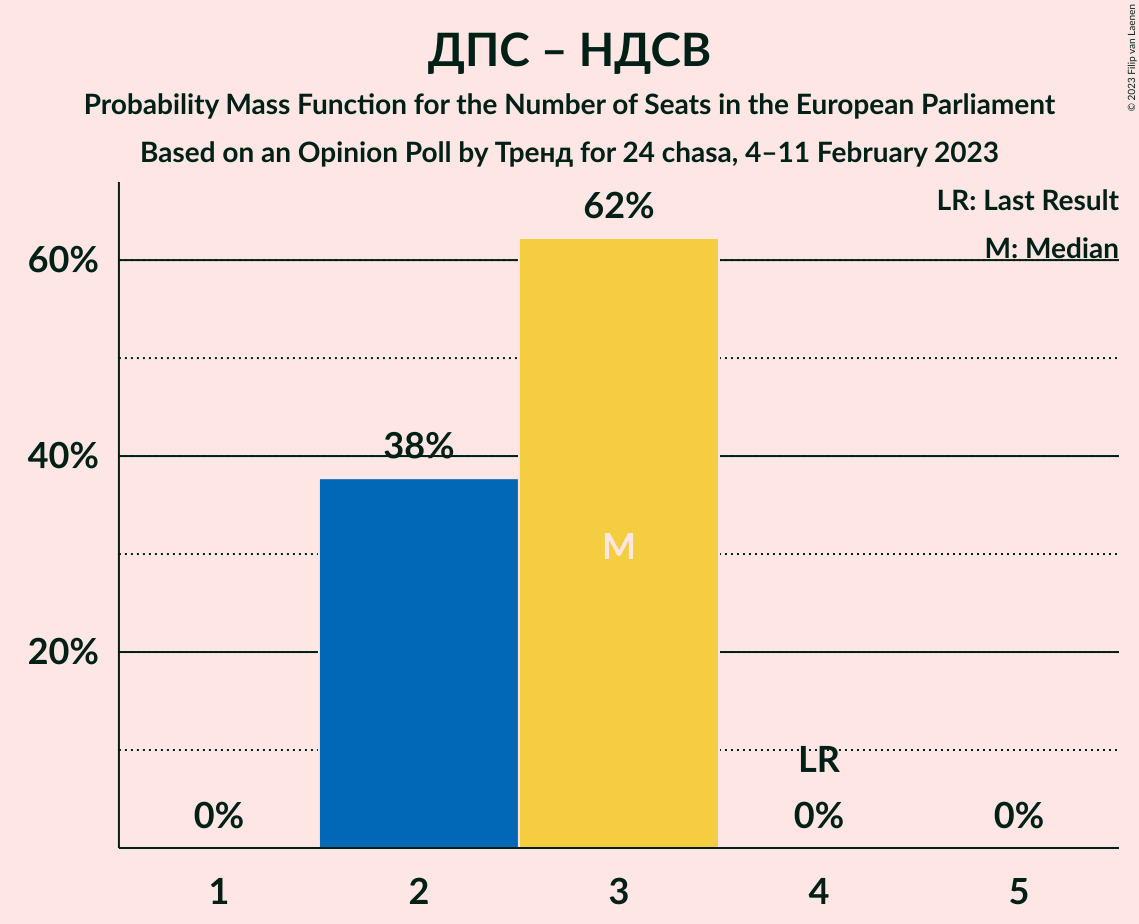 ДПС – НДСВ
Probability Mass Function for the Number of Seats in the European Parliament
Based on an Opinion Poll by Тренд for 24 chasa, 4–11 February 2023
© 2023 Filip van Laenen
LR: Last Result
M: Median
62%
60%
38%
40%
M
20%
LR
0%
0%
0%
1
2
3
4
5